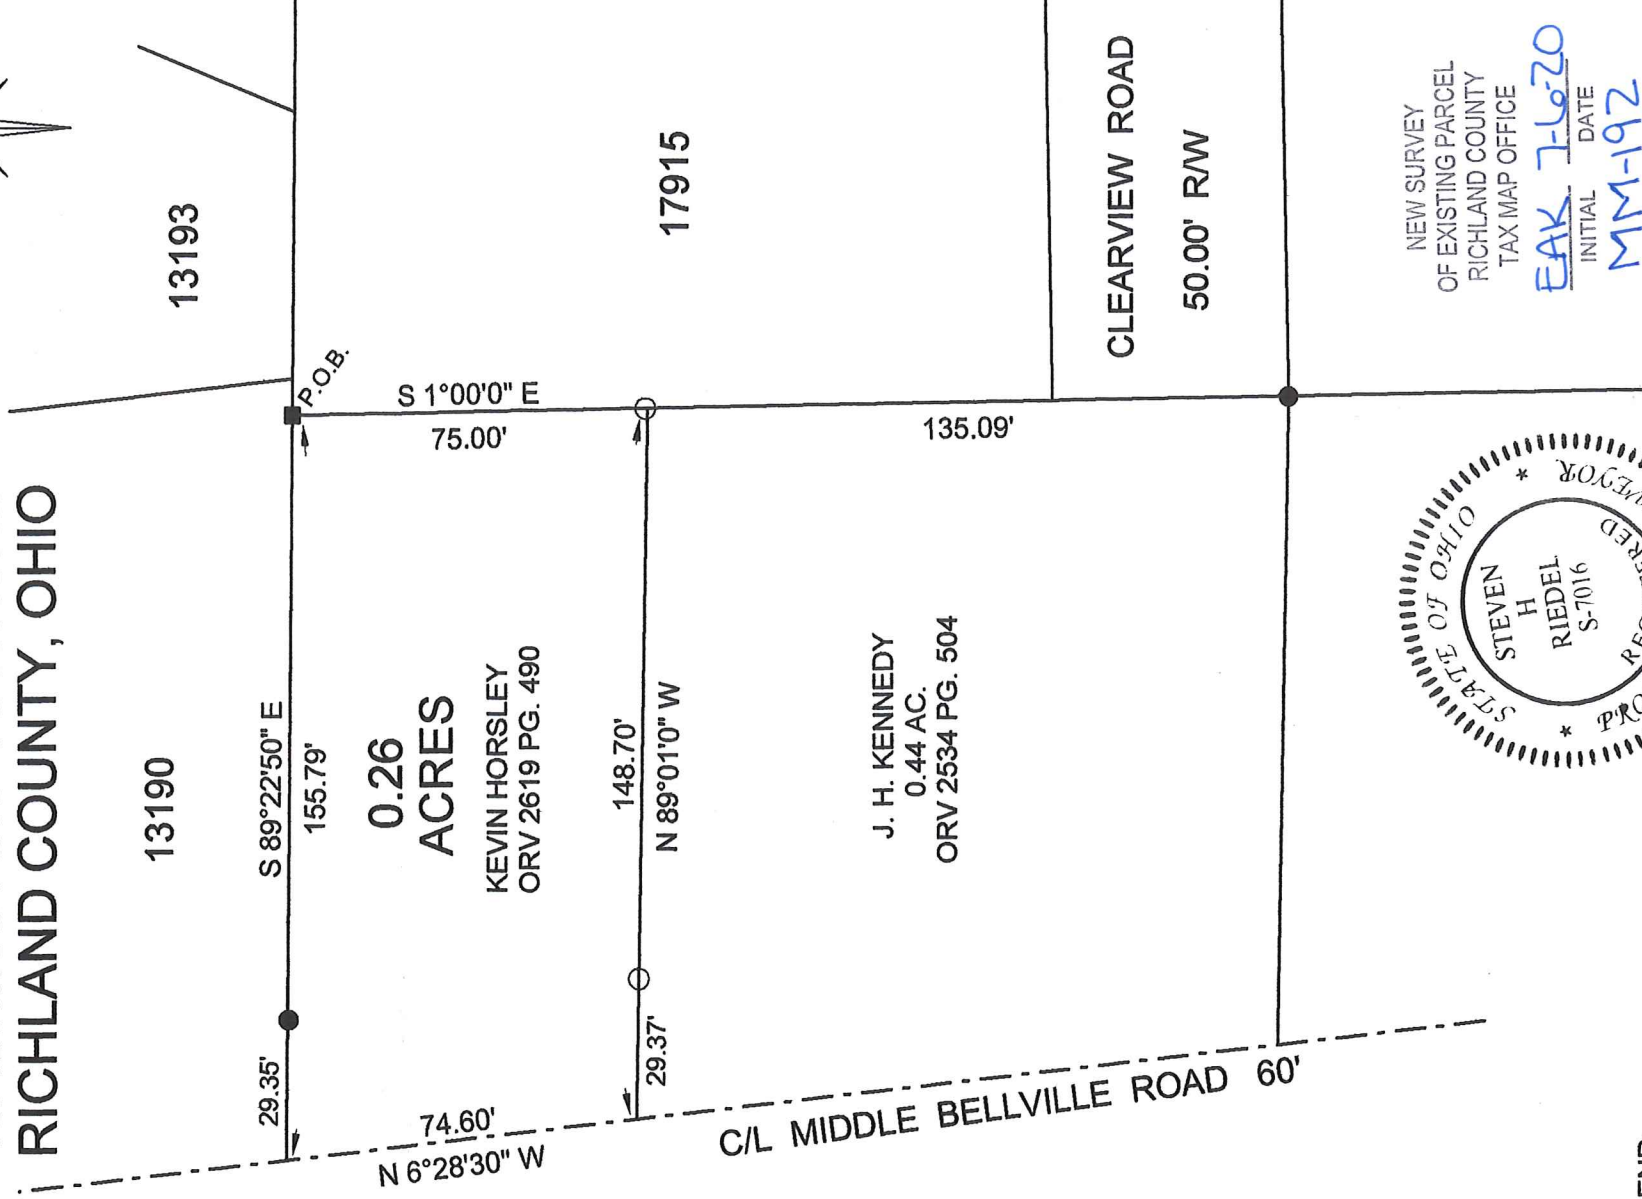 RICHLAND COUNTY, OHIO
13190
13193
S 89°22'50" E
155.79'
29.35'
P.O.B.
S 1°00'0" E
75.00'
0.26
ACRES
KEVIN HORSLEY
ORV 2619 PG. 490
17915
74.60'
N 6°28'30" W
148.70'
N 89°01'0" W
29.37'
135.09'
J. H. KENNEDY
0.44 AC.
ORV 2534 PG. 504
C/L MIDDLE BELLVILLE ROAD 60'
CLEARVIEW ROAD
50.00' R/W
NEW SURVEY
OF EXISTING PARCEL
RICHLAND COUNTY
TAX MAP OFFICE
EAK 7-6-20
INITIAL DATE
MM-192
STATE OF OHIO
STEVEN
H
RIEDEL
S-7016